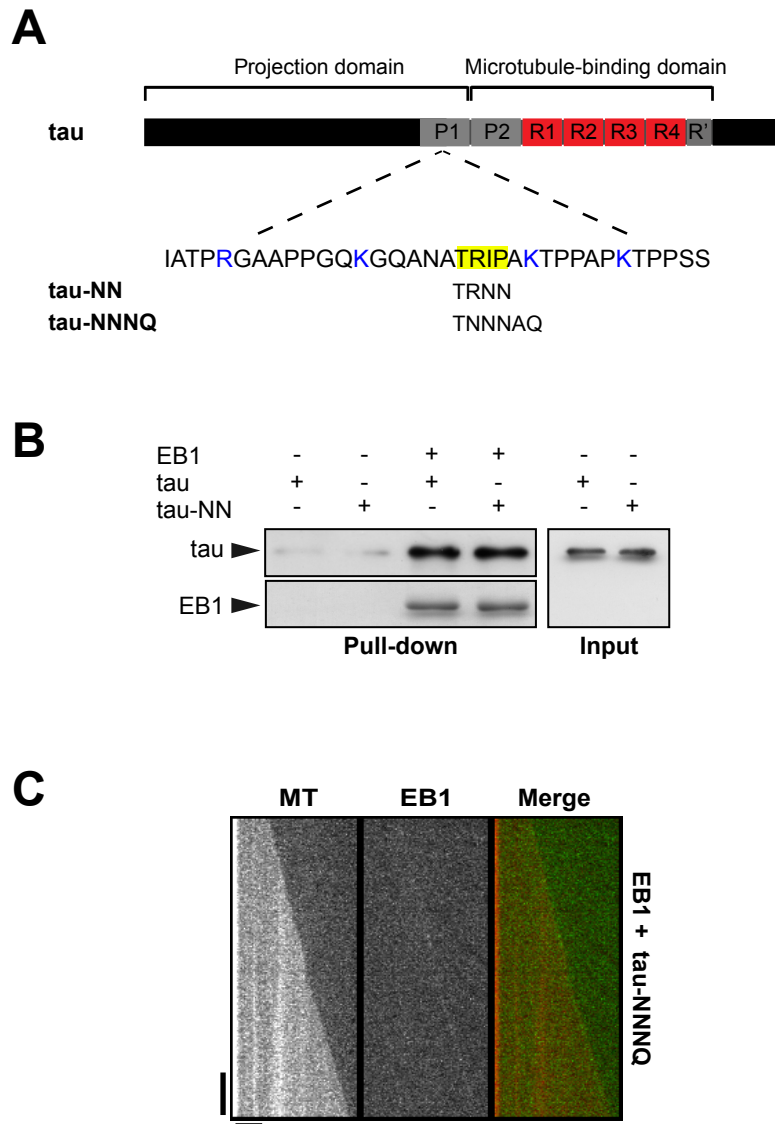 A
Projection domain Microtubule-binding domain
tau P1 P2 R1 R2 R3 R4 R'
IATPRGAAPPGQKGQANATRIPAKTPPAPKTPPSS
tau-NN TRNN
tau-NNNQ TNNNAQ
B
EB1 - - + + - -
tau + - + - + -
tau-NN - + - + - +
tau
EB1
Pull-down Input
C
MT EB1 Merge
EB1 + tau-NNNQ